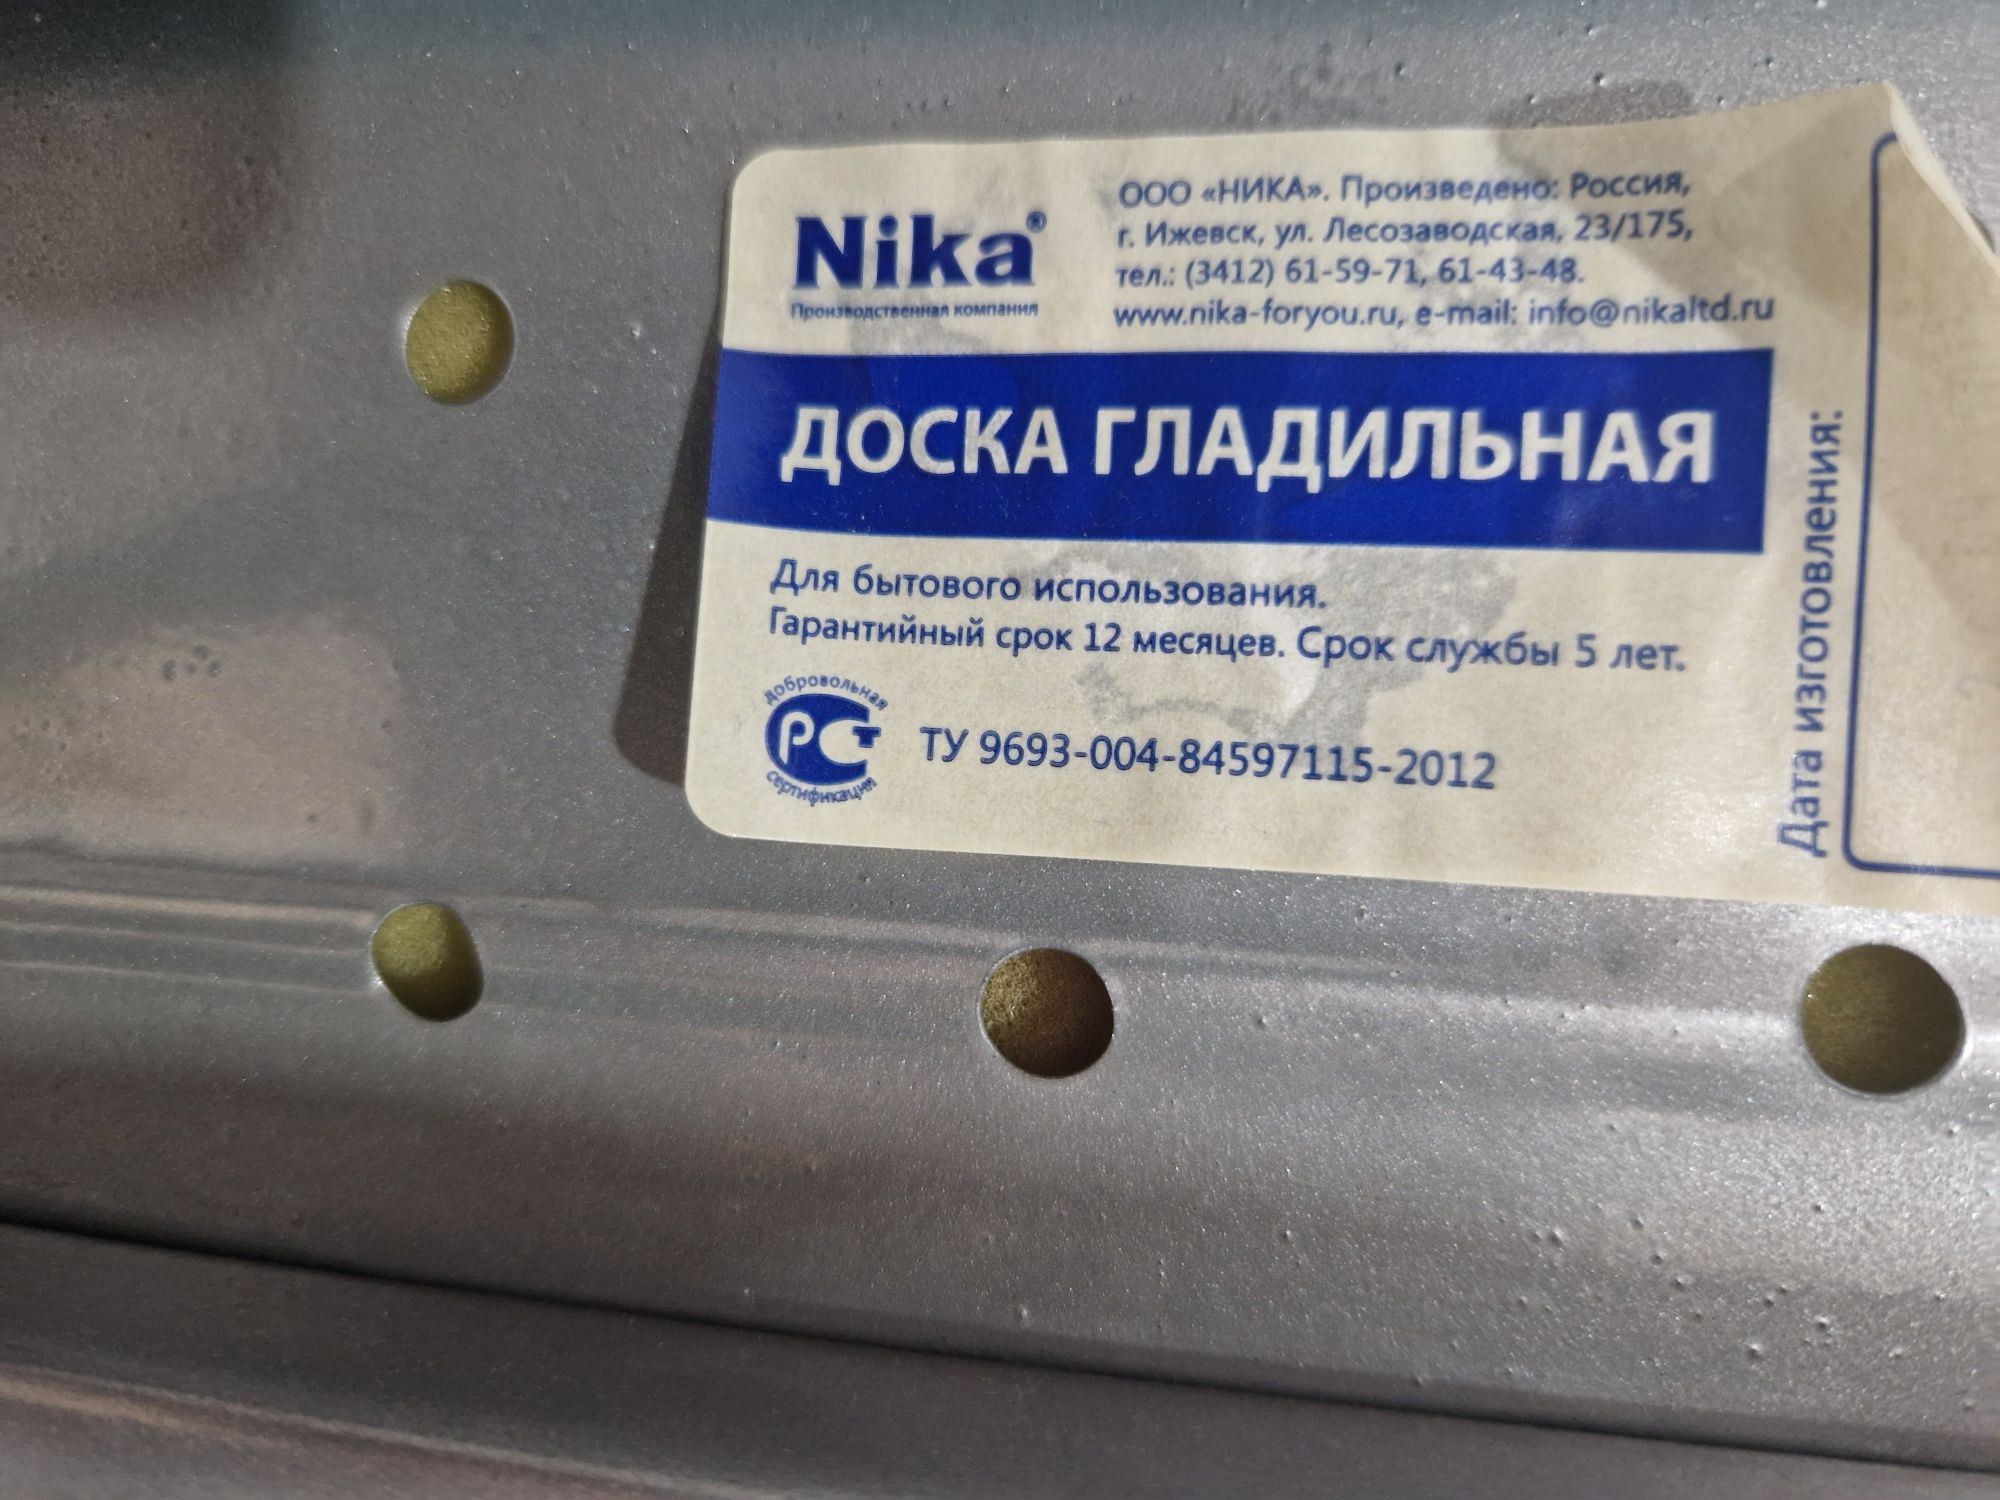 Nika®
Производственная компания
ООО «НИКА». Произведено: Россия,
г. Ижевск, ул. Лесозаводская, 23/175,
тел.: (3412) 61-59-71, 61-43-48.
www.nika-foryou.ru, e-mail: info@nikaltd.ru
ДОСКА ГЛАДИЛЬНАЯ
Для бытового использования.
Гарантийный срок 12 месяцев. Срок службы 5 лет.
добровольная
РСТ
сертификация
ТУ 9693-004-84597115-2012
Дата изготовления: